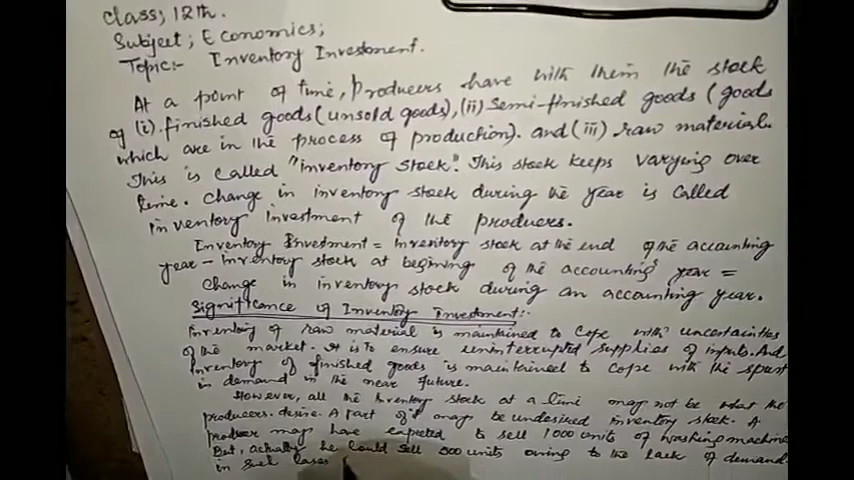 Class; 12th.
Subject; Economics;
Topic:- Inventory Investment.
At a point of time, producers have with them the stock
of (i). finished goods (unsold goods), (ii) Semi-finished goods (goods
which are in the process of production). and (iii) raw material.
This is called "inventory stock". This stock keeps varying over
time. Change in inventory stock during the year is called
inventory investment of the producers.
Inventory Investment = Inventory stock at the end of the accounting
year - Inventory stock at begining of the accounting year =
Change in inventory stock during an accounting year.
Significance of Inventory Investment:-
Inventory of raw material is maintained to cope with uncertainties
of the market. It is to ensure uninterrupted supplies of inputs. And
Inventory of finished goods is maintained to cope with the spurt
in demand in the near future.
However, all the Inventory stock at a time may not be what the
producers desire. A part of it may be undesired inventory stock. A
producer may have expected to sell 1000 units of washing machine
But, actually he could sell 800 units owing to the lack of demand.
in such cases